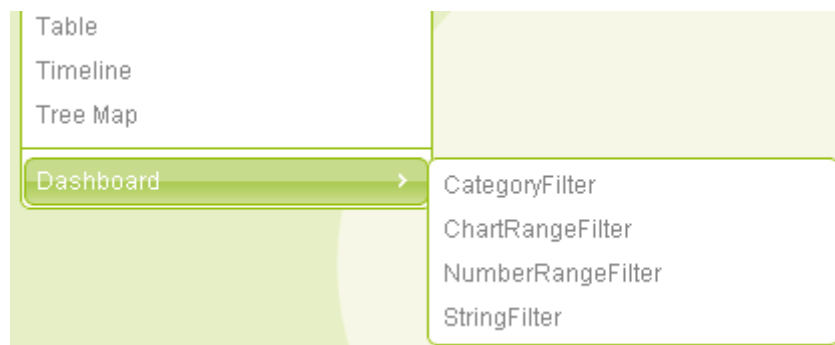 Table
Timeline
Tree Map
Dashboard
CategoryFilter
ChartRangeFilter
NumberRangeFilter
StringFilter